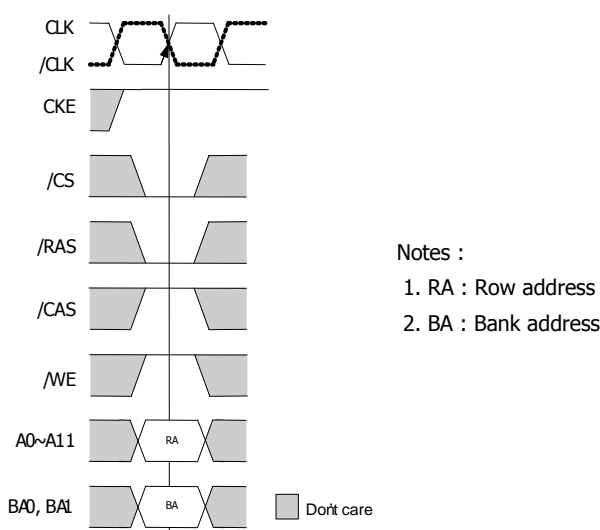 CLK
/CLK
CKE
/CS
/RAS
/CAS
/WE
A0~A11
RA
BA0, BA1
BA
Don't care
Notes :
1. RA : Row address
2. BA : Bank address